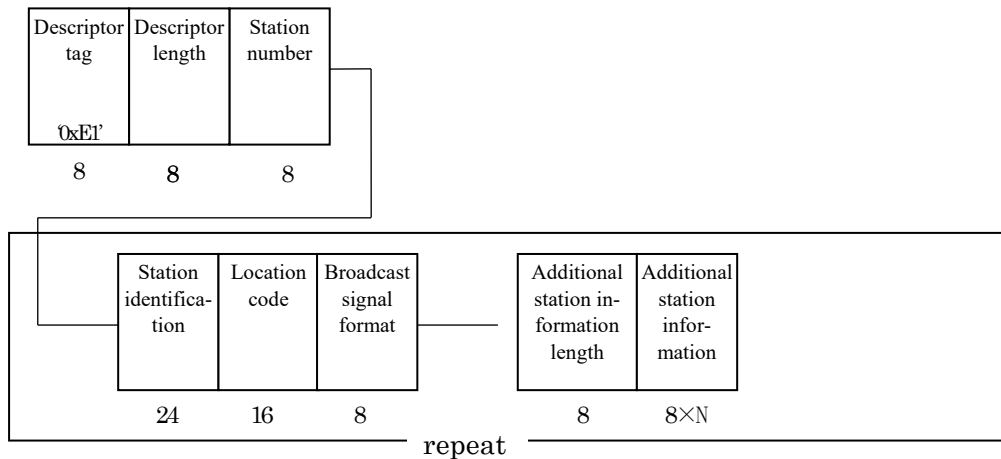 Descriptor Descriptor Station
tag length number
‘0xE1’
8 8 8
Station Location Broadcast Additional Additional
identifica- code signal station in- station
tion format formation infor-
length mation
24 16 8 8 8×N
repeat